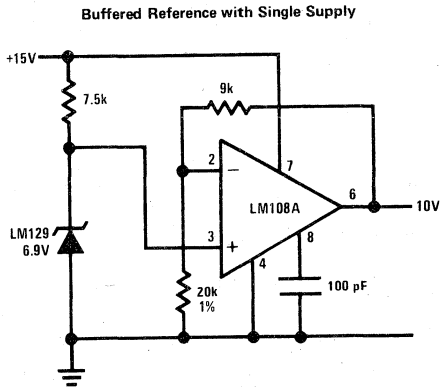 Buffered Reference with Single Supply
+15V
9k
7.5k
2
7
−
LM108A
6
10V
LM129
6.9V
3
+
8
4
20k
1%
100 pF